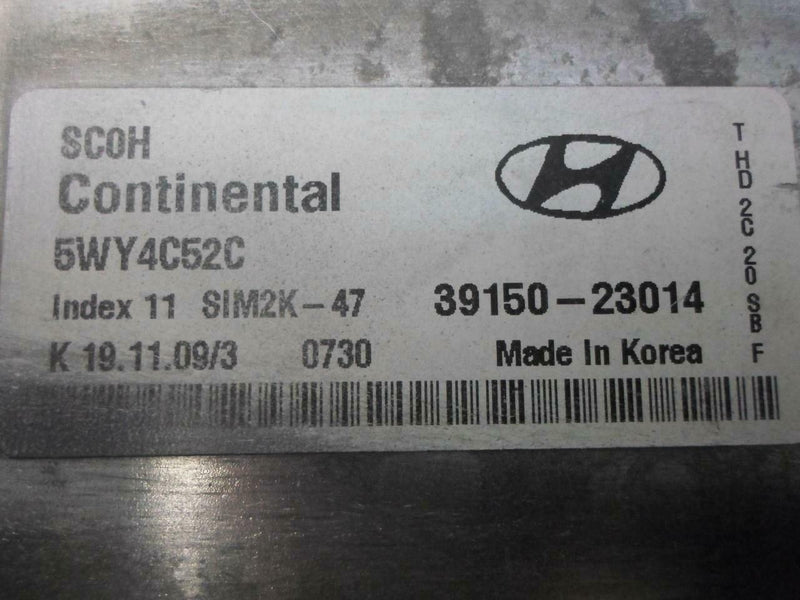 SC0H
Continental
5WY4C52C
Index 11 SIM2K-47
39150-23014
K 19.11.09/3 0730
Made In Korea
T HD 2C 20 SB F